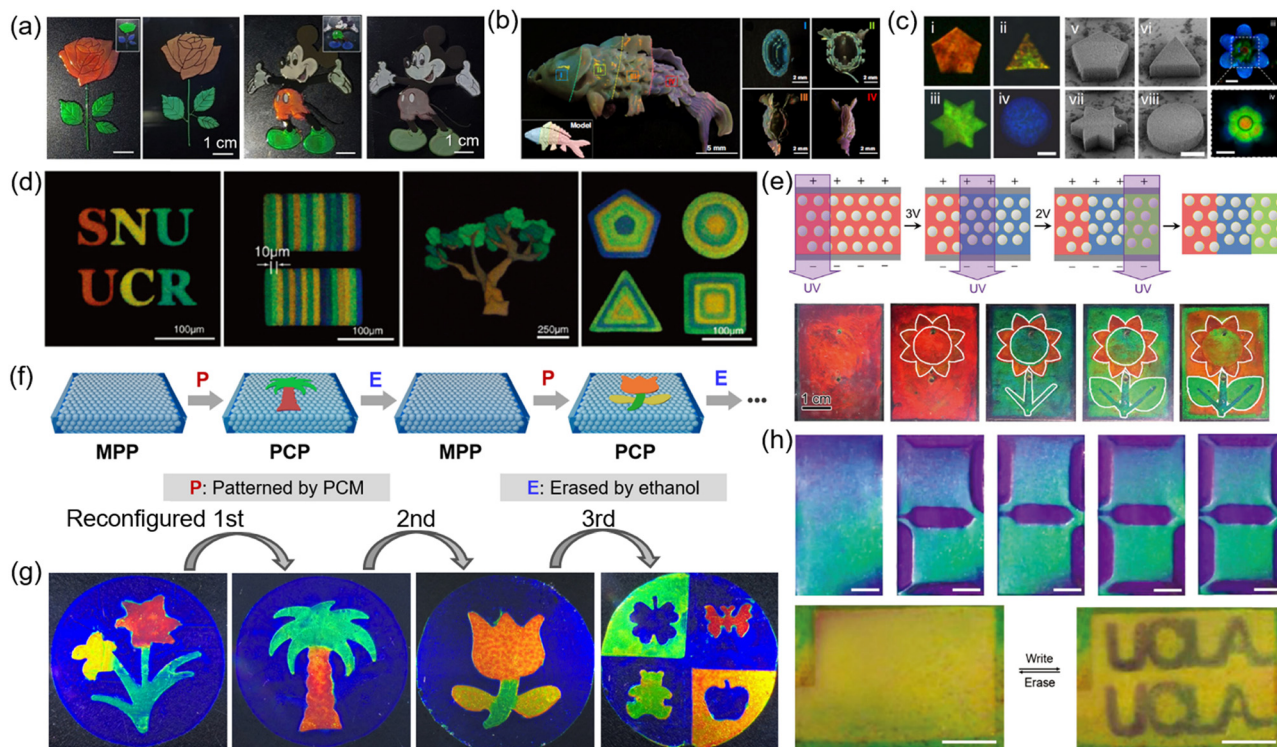 (a)
1 cm
1 cm
(b)
Model
5 mm
I
II
III
IV
2 mm
2 mm
2 mm
2 mm
(c)
i
ii
iii
iv
v
vi
vii
viii
iv
(d)
SNU
UCR
100μm
10μm
100μm
250μm
100μm
(e)
+ + + +
+ + + +
+ + + +
3V
2V
UV
UV
UV
1 cm
(f)
P
E
P
E
...
MPP
PCP
MPP
PCP
P: Patterned by PCM
E: Erased by ethanol
Reconfigured 1st
2nd
3rd
(g)
(h)
Write
Erase
UCLA
UCLA